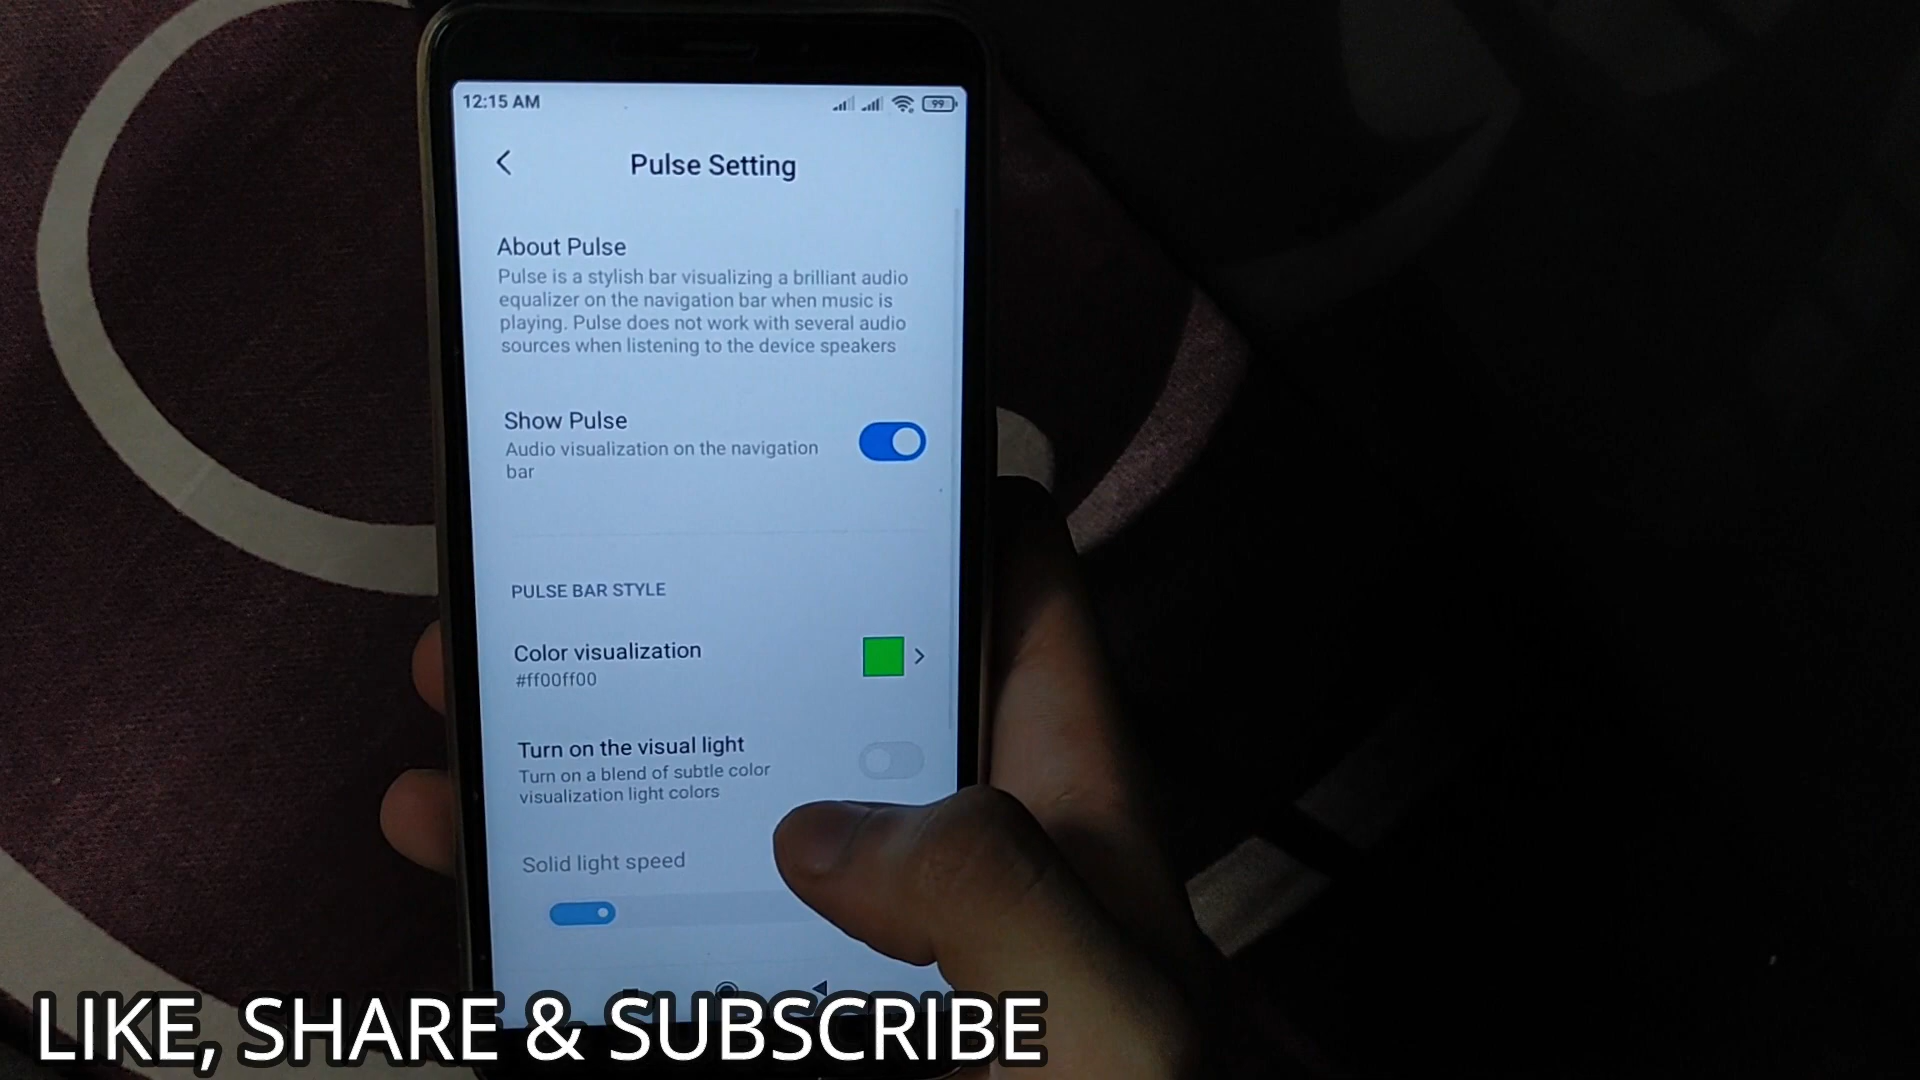 12:15 AM
99
Pulse Setting
About Pulse
Pulse is a stylish bar visualizing a brilliant audio
equalizer on the navigation bar when music is
playing. Pulse does not work with several audio
sources when listening to the device speakers
Show Pulse
Audio visualization on the navigation
bar
PULSE BAR STYLE
Color visualization
#ff00ff00
Turn on the visual light
Turn on a blend of subtle color
visualization light colors
Solid light speed
LIKE, SHARE & SUBSCRIBE